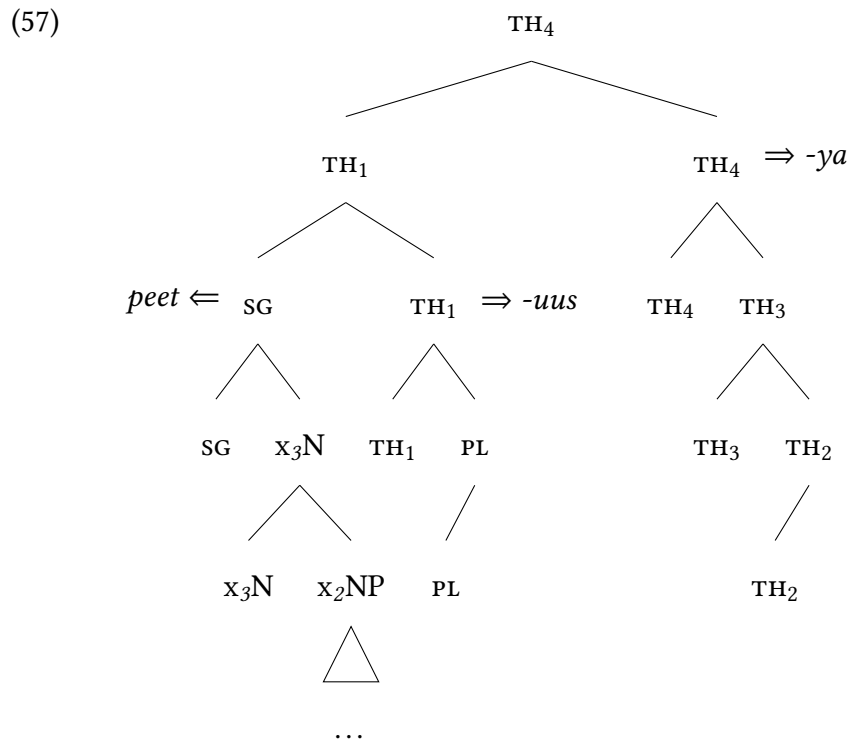 (57) TH₄
TH₁ TH₄ ⇒ -ya
peet ⇐ SG TH₁ ⇒ -uus TH₄ TH₃
SG X₃N TH₁ PL TH₃ TH₂
X₃N X₂NP PL TH₂
…